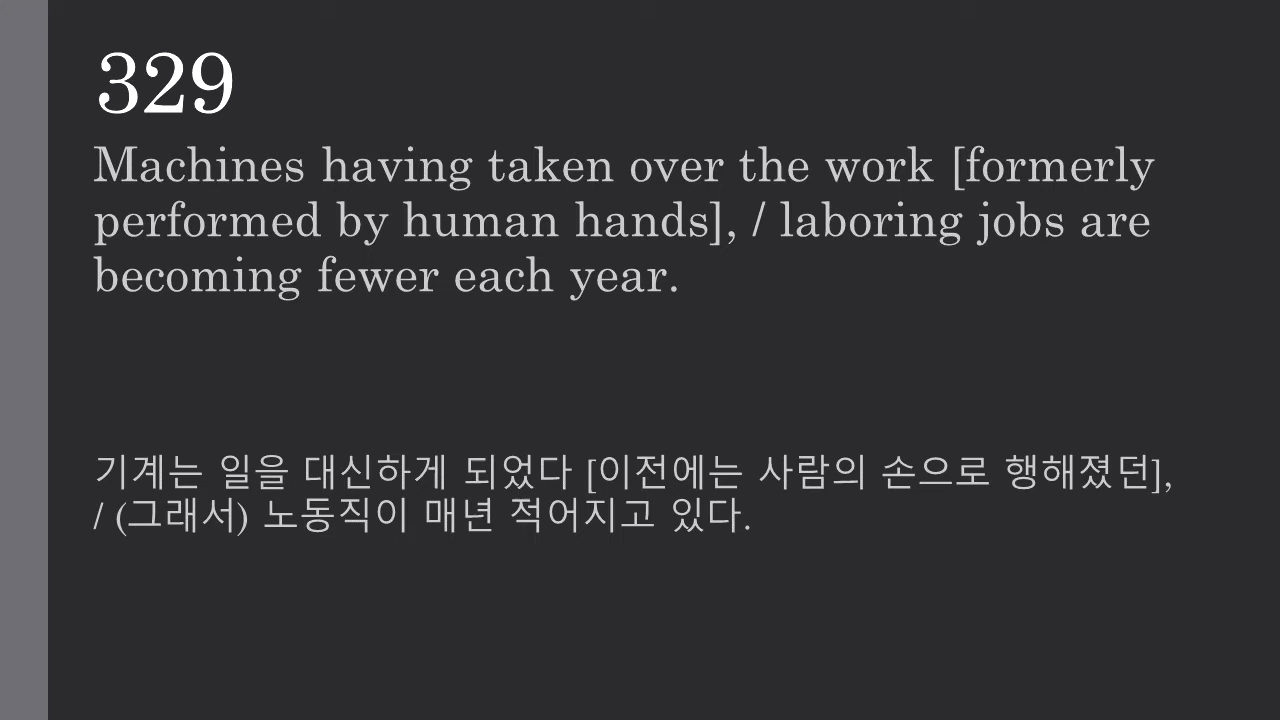 329
Machines having taken over the work [formerly
performed by human hands], / laboring jobs are
becoming fewer each year.
기계는 일을 대신하게 되었다 [이전에는 사람의 손으로 행해졌던],
/ (그래서) 노동직이 매년 적어지고 있다.